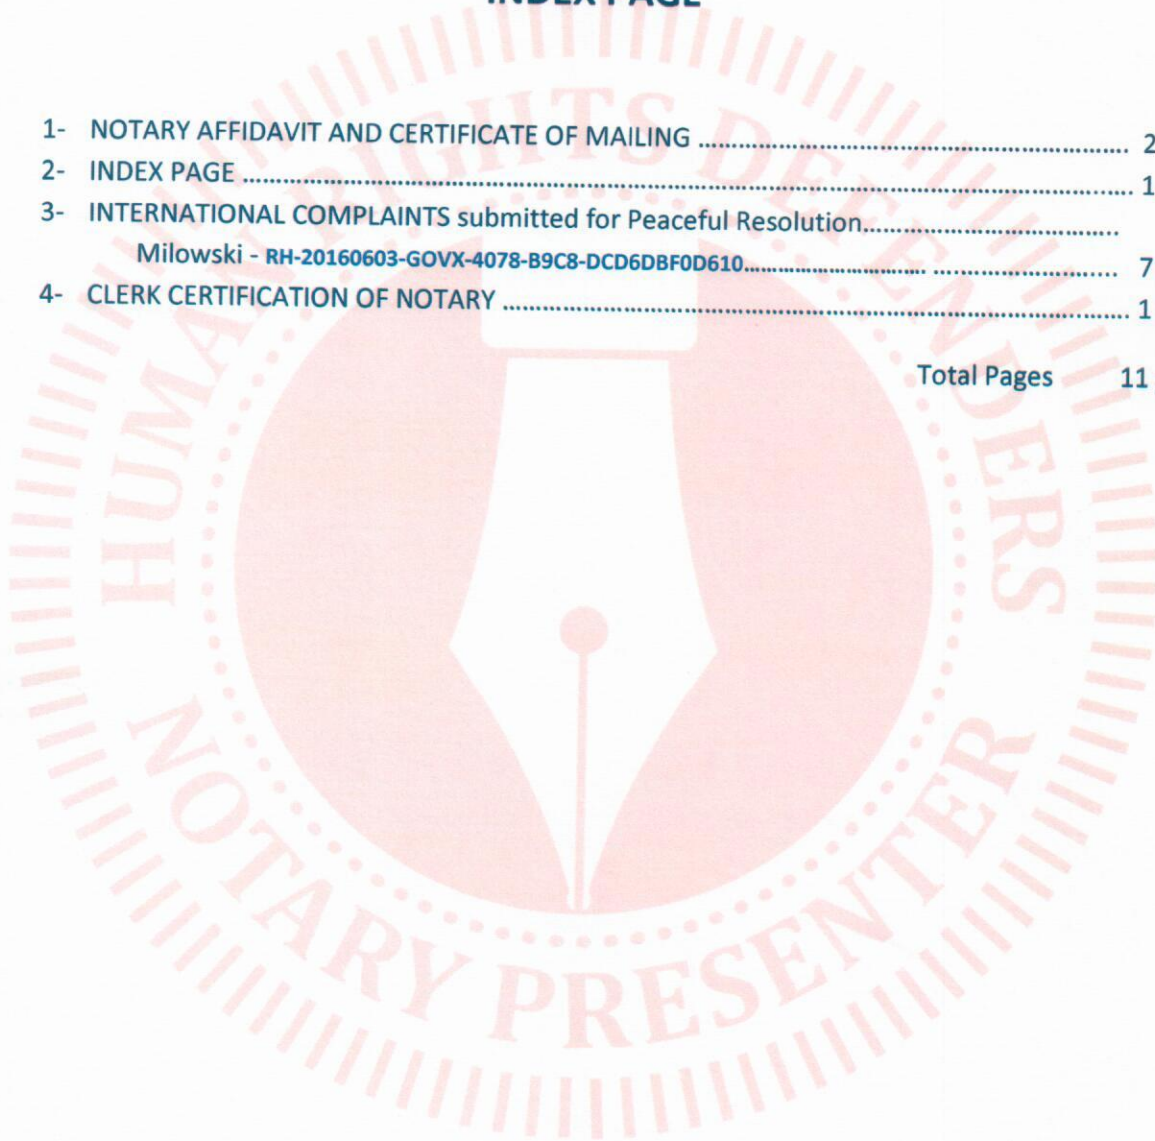 INDEX PAGE
1- NOTARY AFFIDAVIT AND CERTIFICATE OF MAILING ........................................................... 2
2- INDEX PAGE ........................................................................................................... 1
3- INTERNATIONAL COMPLAINTS submitted for Peaceful Resolution...................................
Milowski - RH-20160603-GOVX-4078-B9C8-DCD6DBF0D610............................. ......................... 7
4- CLERK CERTIFICATION OF NOTARY .......................................................................... 1
Total Pages 11
HUMAN RIGHTS DEFENDERS
NOTARY PRESENTER